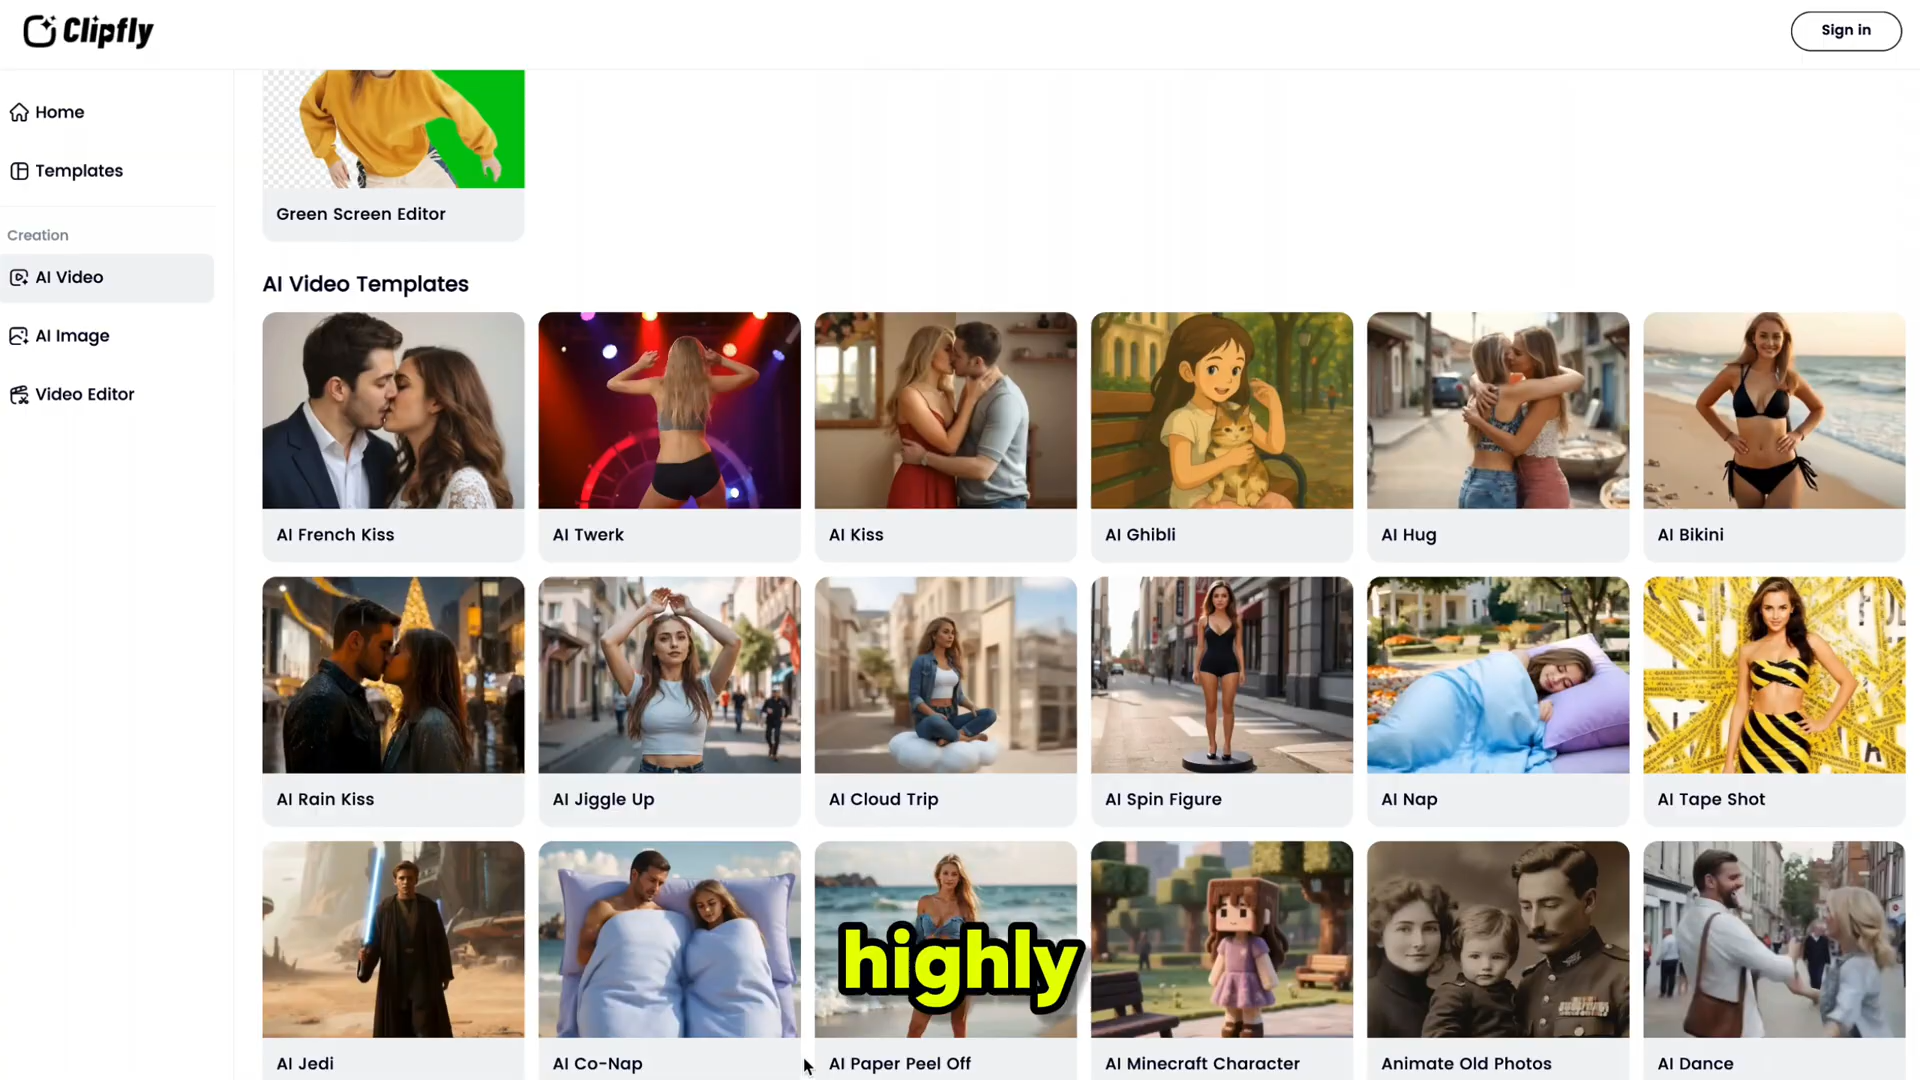 Clipfly
Sign in
Home
Templates
Creation
AI Video
AI Image
Video Editor
Green Screen Editor
AI Video Templates
AI French Kiss
AI Twerk
AI Kiss
AI Ghibli
AI Hug
AI Bikini
AI Rain Kiss
AI Jiggle Up
AI Cloud Trip
AI Spin Figure
AI Nap
AI Tape Shot
highly
AI Jedi
AI Co-Nap
AI Paper Peel Off
AI Minecraft Character
Animate Old Photos
AI Dance